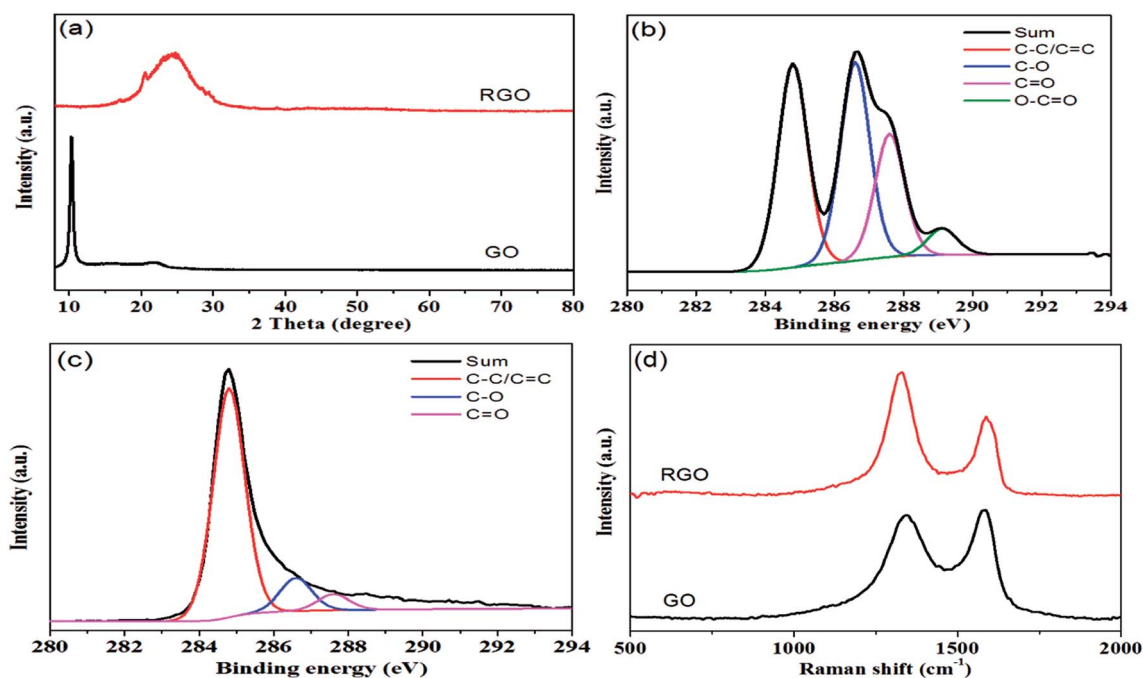 (a)
RGO
GO
Intensity (a.u.)
10 20 30 40 50 60 70 80
2 Theta (degree)
(b)
Sum
C-C/C=C
C-O
C=O
O-C=O
Intensity (a.u.)
280 282 284 286 288 290 292 294
Binding energy (eV)
(c)
Sum
C-C/C=C
C-O
C=O
Intensity (a.u.)
280 282 284 286 288 290 292 294
Binding energy (eV)
(d)
RGO
GO
Intensity (a.u.)
500 1000 1500 2000
Raman shift (cm⁻¹)